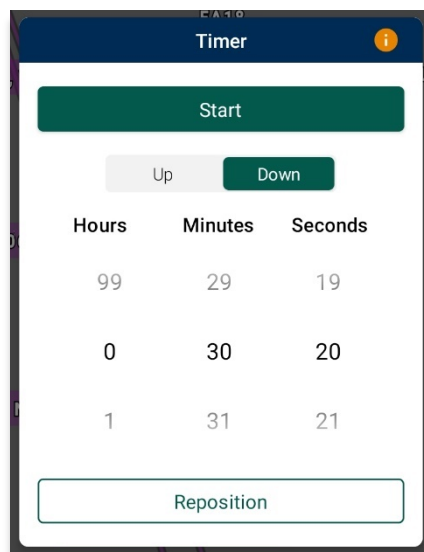 Timer
Start
Up Down
Hours Minutes Seconds
99 29 19
0 30 20
1 31 21
Reposition